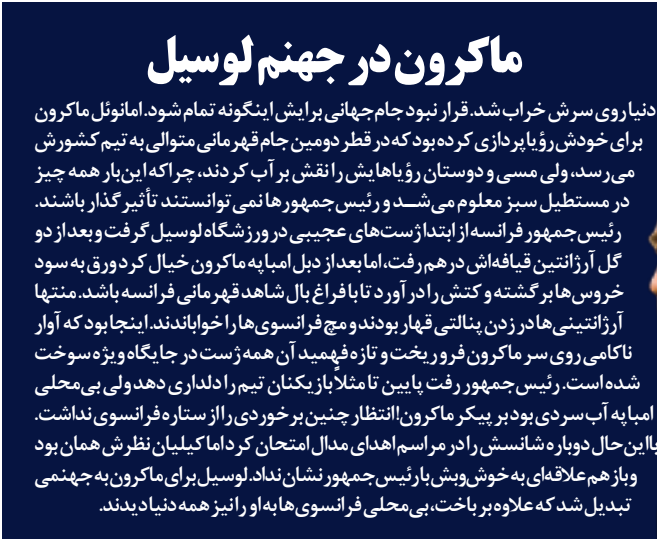 ماکرون در جهنم لوسیل
دنیا روی سرش خراب شد. قرار نبود جام جهانی برایش اینگونه تمام شود. امانوئل ماکرون
برای خودش رؤیاپردازی کرده بود که در قطر دومین جام قهرمانی متوالی به تیم کشورش
می‌رسد، ولی مسی و دوستان رؤیاهایش را نقش بر آب کردند، چراکه این‌بار همه چیز
در مستطیل سبز معلوم می‌شــد و رئیس‌جمهورها نمی توانستند تأثیر گذار باشند.
رئیس‌جمهور فرانسه از ابتدا ژست‌های عجیبی در ورزشگاه لوسیل گرفت و بعد از دو
گل آرژانتین قیافه‌اش در هم رفت، اما بعد از دبل امباپه ماکرون خیال کرد ورق به سود
خروس‌ها بر گشته و کتش را در آورد تا با فراغ بال شاهد قهرمانی فرانسه باشد. منتها
آرژانتینی‌ها در زدن پنالتی قهار بودند و مچ فرانسوی‌ها را خواباندند. اینجا بود که آوار
ناکامی روی سر ماکرون فرو ریخت و تازه فهمید آن همه ژست در جایگاه ویژه سوخت
شده است. رئیس‌جمهور رفت پایین تا مثلاً بازیکنان تیم را دلداری دهد ولی بی‌محلی
امباپه آب سردی بود بر پیکر ماکرون! انتظار چنین برخوردی را از ستاره فرانسوی نداشت.
بااین‌حال دوباره شانسش را در مراسم اهدای مدال امتحان کرد اما کیلیان نظرش همان بود
و باز هم علاقه‌ای به خوش‌وبش با رئیس‌جمهور نشان نداد. لوسیل برای ماکرون به جهنمی
تبدیل شد که علاوه بر باخت، بی‌محلی فرانسوی‌ها به او را نیز همه دنیا دیدند.